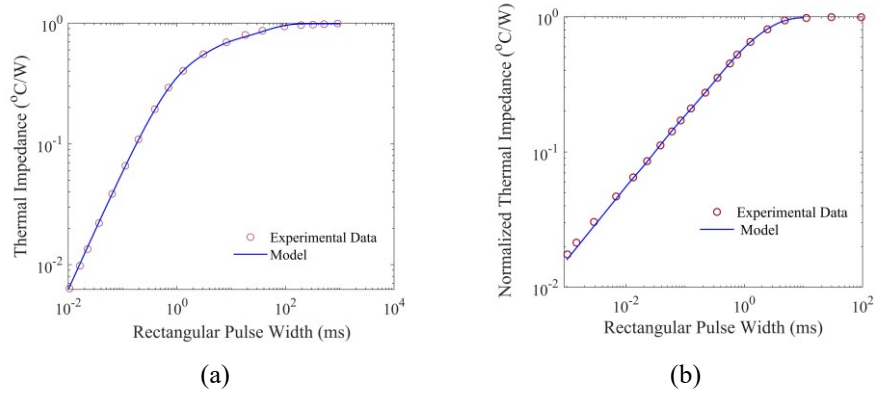 Thermal Impedance (°C/W)
10^0
10^-1
10^-2
Experimental Data
Model
10^-2 10^0 10^2 10^4
Rectangular Pulse Width (ms)
(a)
Normalized Thermal Impedance (°C/W)
10^0
10^-1
10^-2
Experimental Data
Model
10^-2 10^0 10^2
Rectangular Pulse Width (ms)
(b)